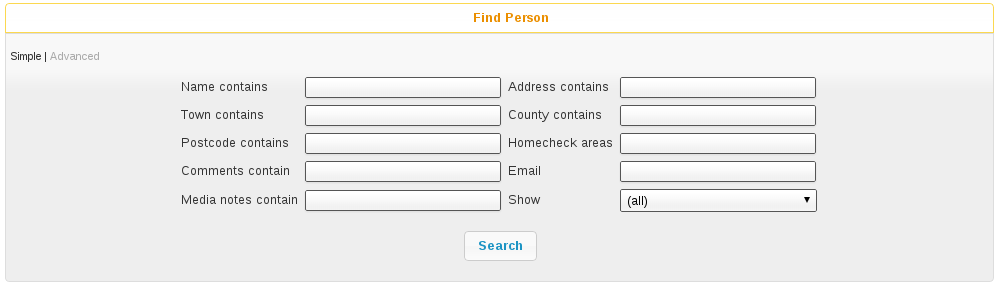 Find Person
Simple | Advanced
Name contains Address contains
Town contains County contains
Postcode contains Homecheck areas
Comments contain Email
Media notes contain Show (all)
Search